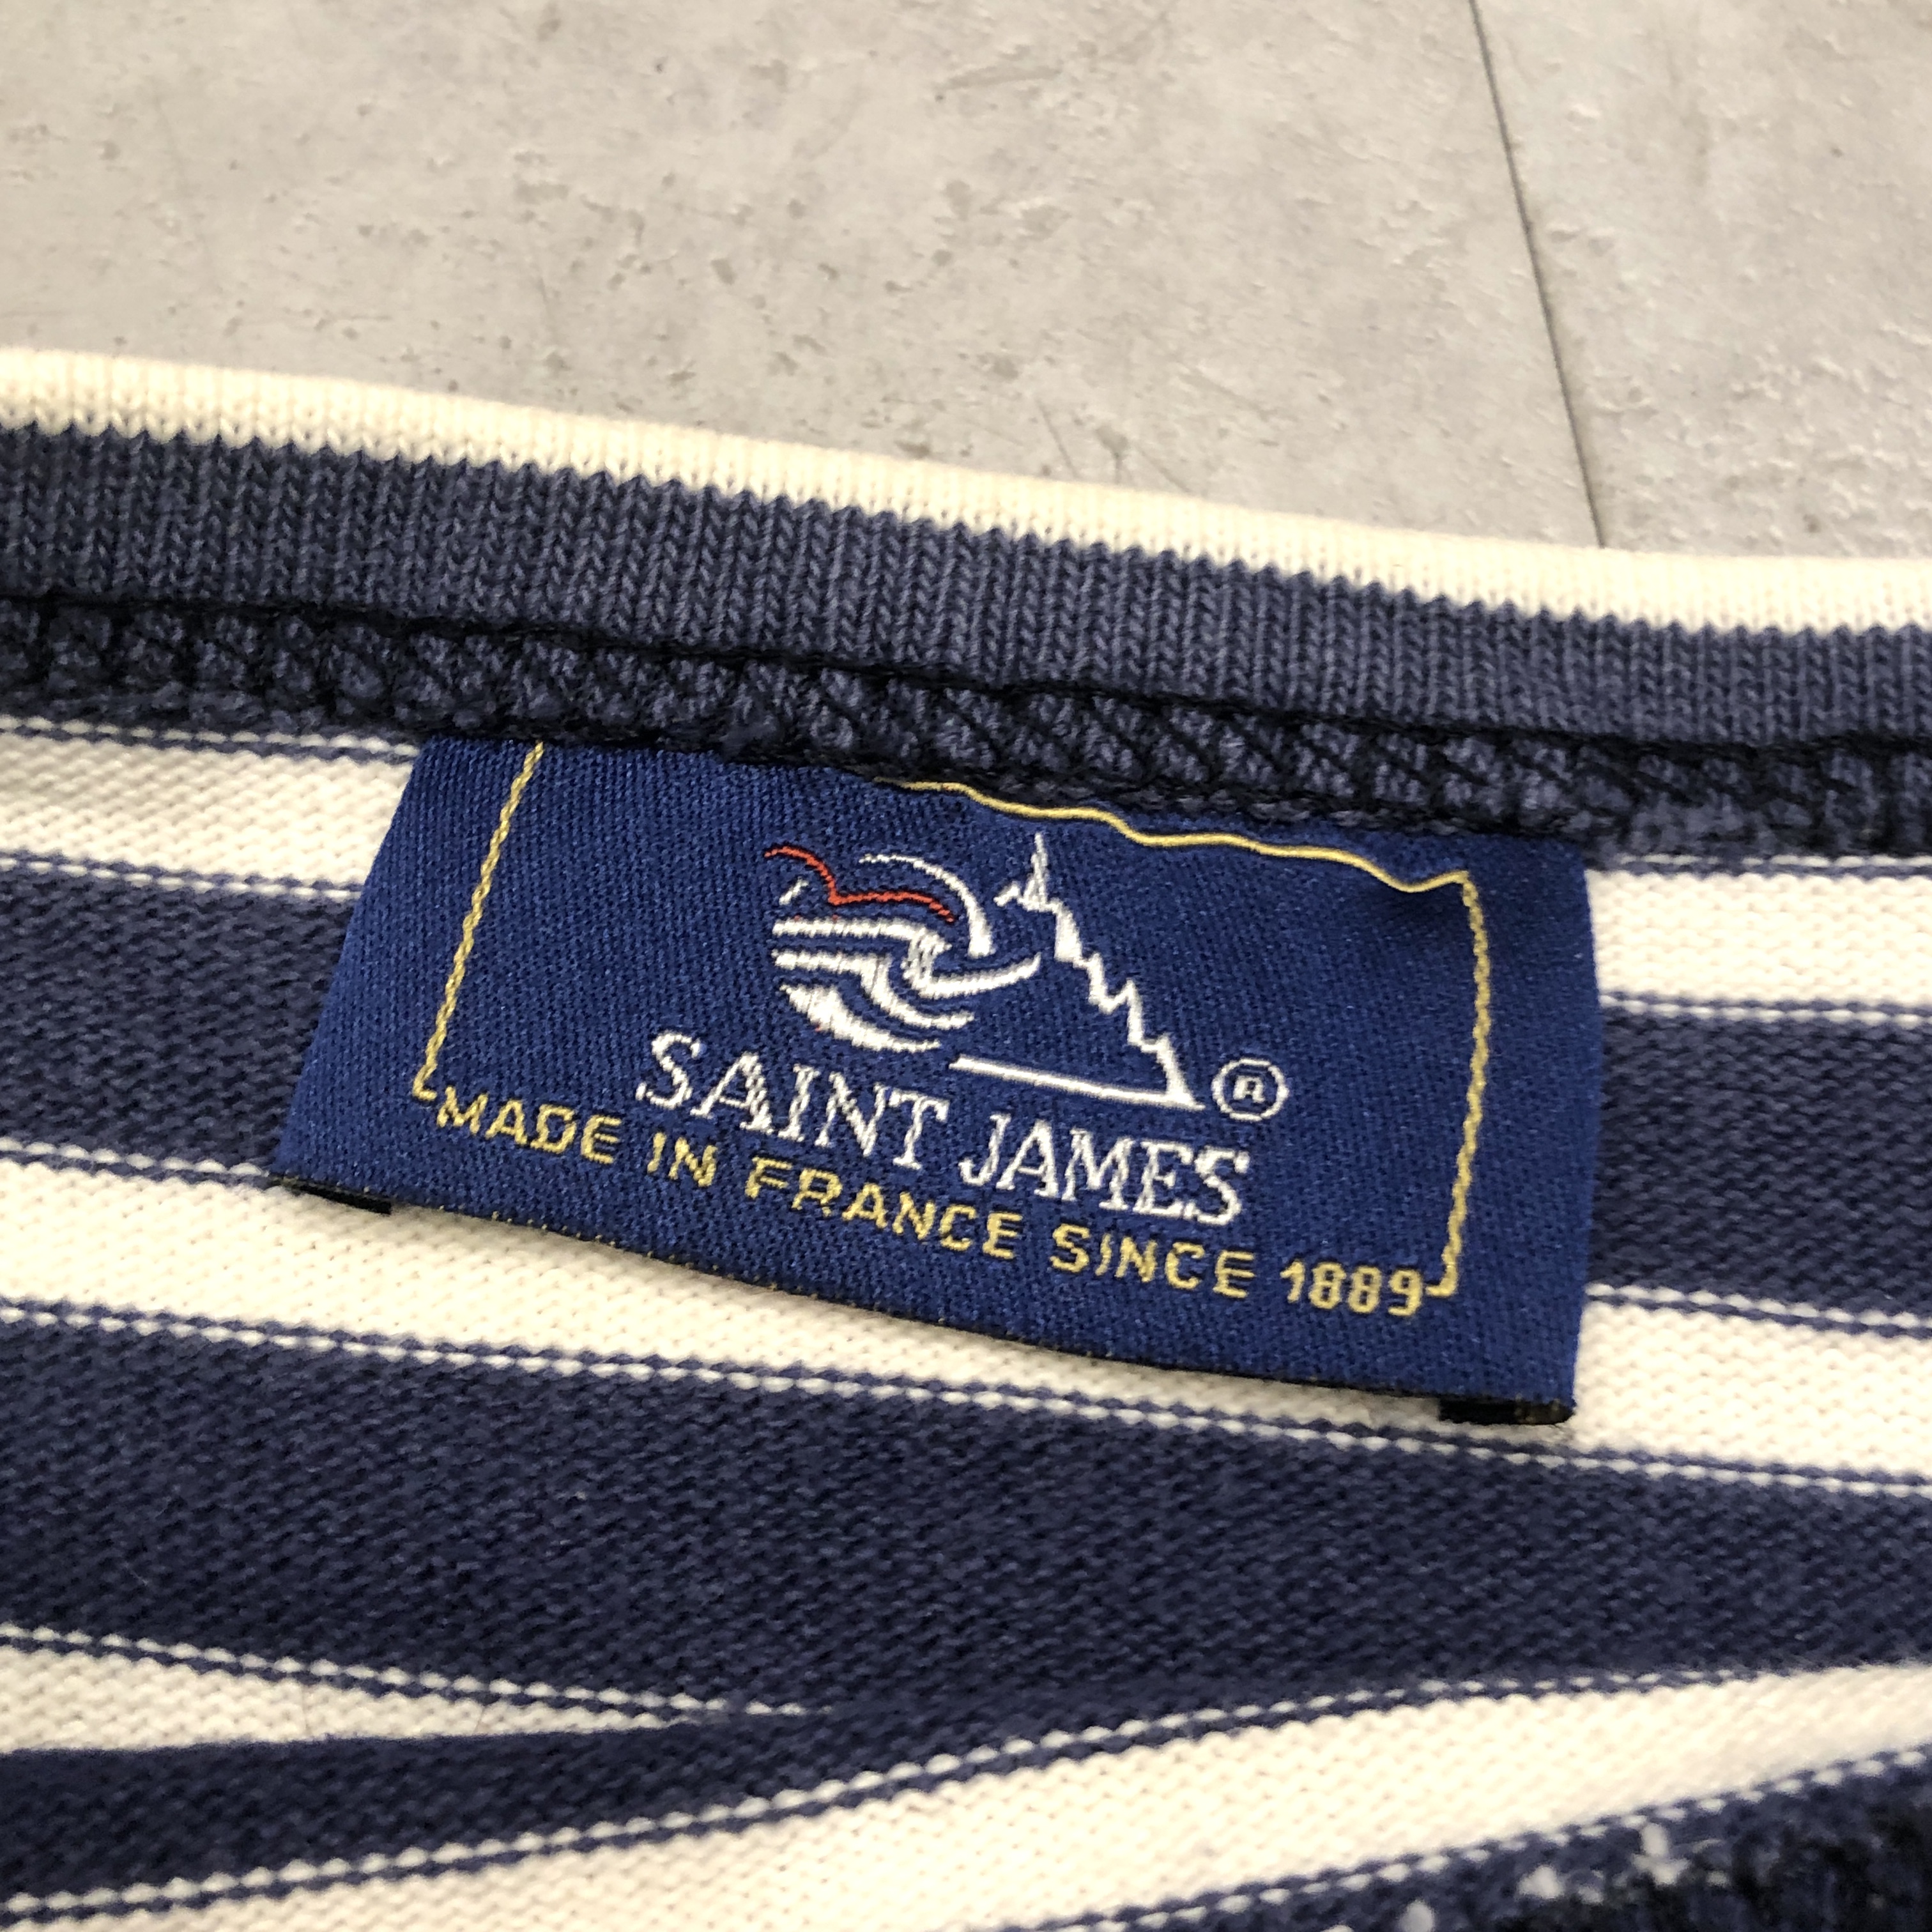 ®
SAINT JAMES
MADE IN FRANCE SINCE 1889